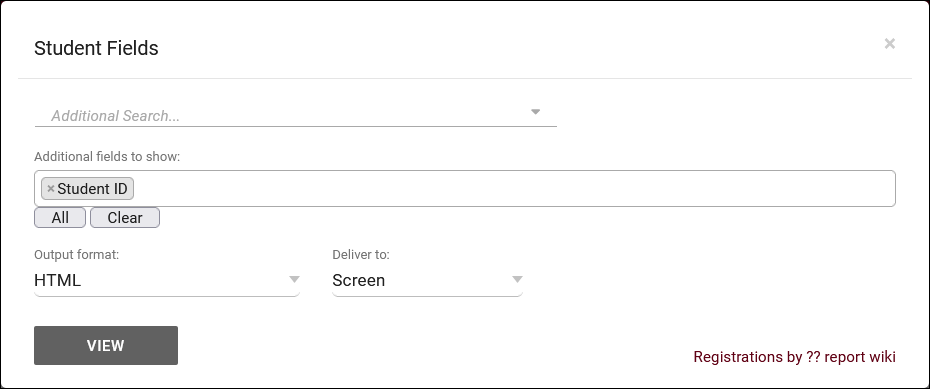 Student Fields
×
Additional Search...
Additional fields to show:
× Student ID
All Clear
Output format: Deliver to:
HTML Screen
VIEW
Registrations by ?? report wiki